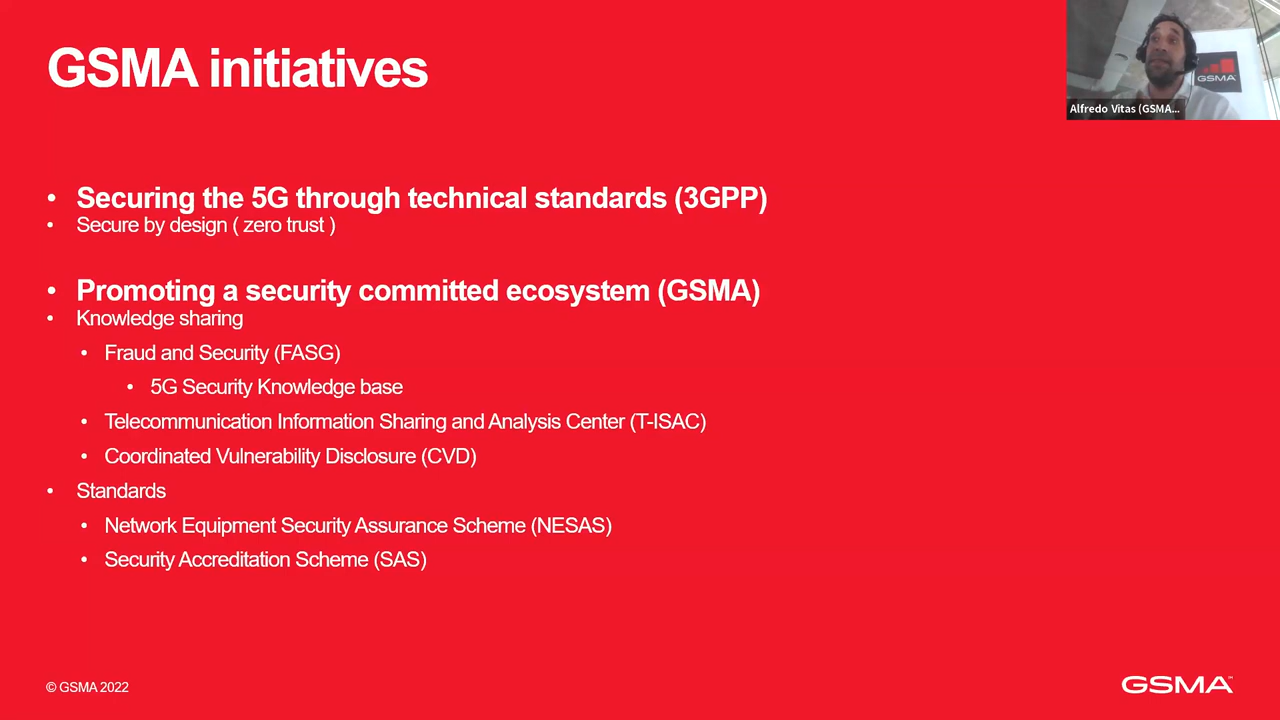 GSMA initiatives
GSMA
Alfredo Vitas (GSMA...
• Securing the 5G through technical standards (3GPP)
• Secure by design ( zero trust )
• Promoting a security committed ecosystem (GSMA)
• Knowledge sharing
• Fraud and Security (FASG)
• 5G Security Knowledge base
• Telecommunication Information Sharing and Analysis Center (T-ISAC)
• Coordinated Vulnerability Disclosure (CVD)
• Standards
• Network Equipment Security Assurance Scheme (NESAS)
• Security Accreditation Scheme (SAS)
© GSMA 2022
GSMA™